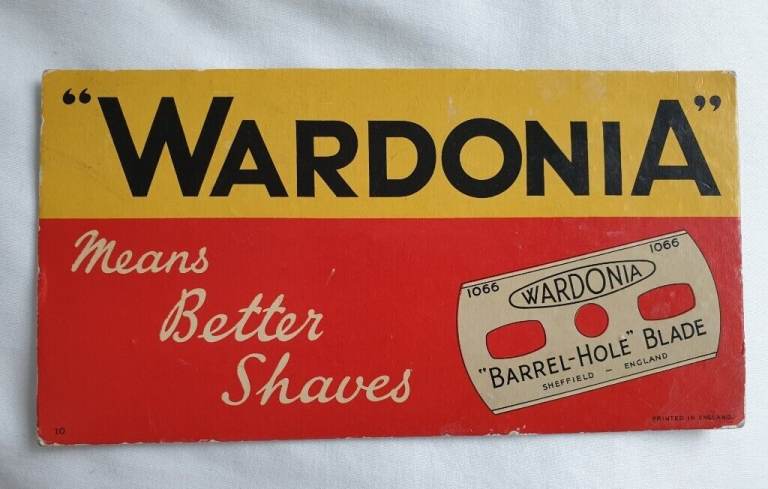 “WARDONIA”
Means
Better
Shaves
1066
1066
WARDONIA
"BARREL-HOLE" BLADE
SHEFFIELD – ENGLAND
10
PRINTED IN ENGLAND.